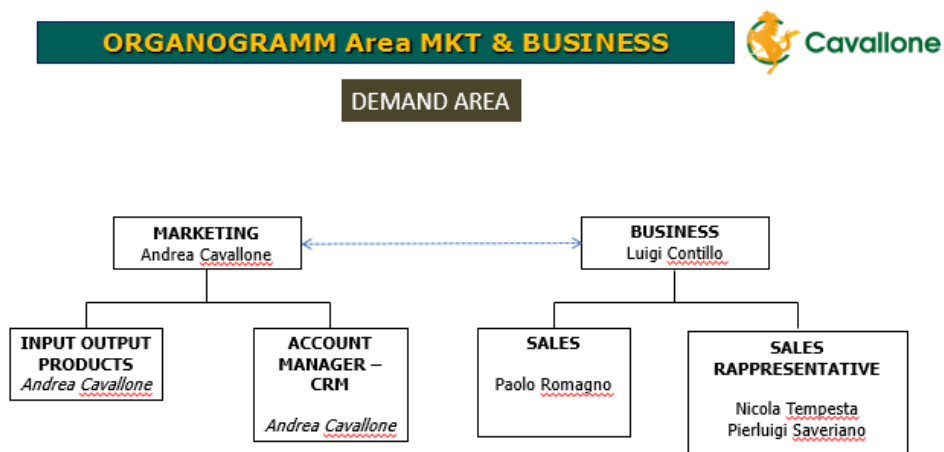 ORGANOGRAMM Area MKT & BUSINESS
Cavallone
DEMAND AREA
MARKETING
Andrea Cavallone
BUSINESS
Luigi Contillo
INPUT OUTPUT
PRODUCTS
Andrea Cavallone
ACCOUNT
MANAGER –
CRM
Andrea Cavallone
SALES
Paolo Romagno
SALES
RAPPRESENTATIVE
Nicola Tempesta
Pierluigi Saveriano